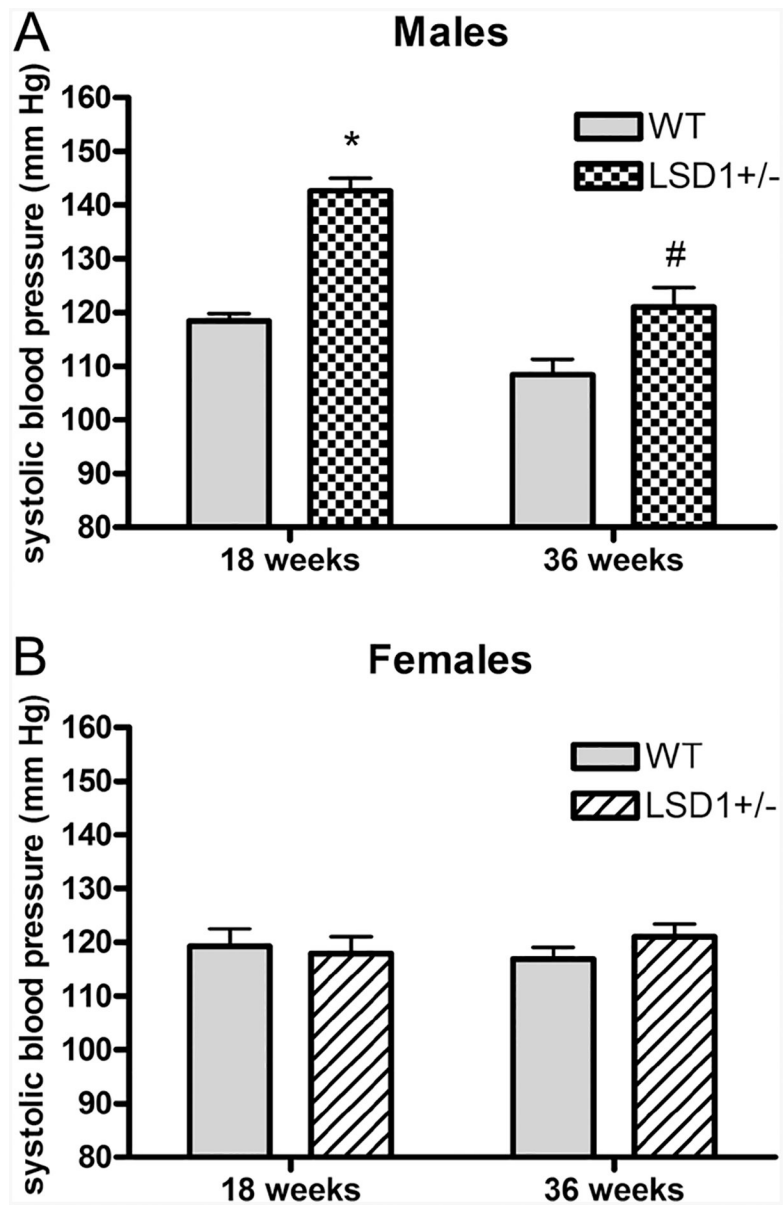 A
Males
systolic blood pressure (mm Hg)
160
150
140
130
120
110
100
90
80
*
#
WT
LSD1+/-
18 weeks
36 weeks
B
Females
systolic blood pressure (mm Hg)
160
150
140
130
120
110
100
90
80
WT
LSD1+/-
18 weeks
36 weeks